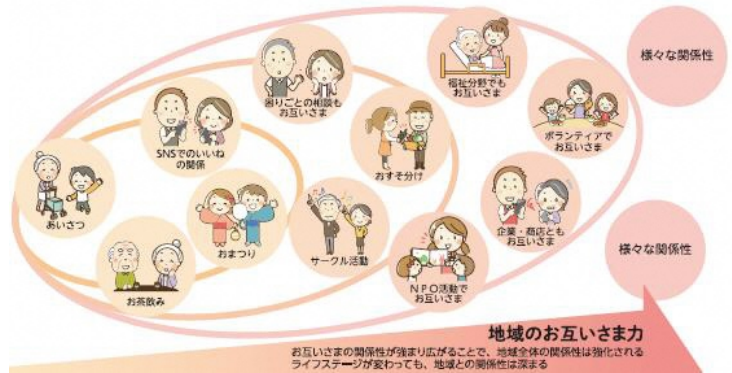 様々な関係性
福祉分野でも
お互いさま
困りごとの相談も
お互いさま
ボランティアで
お互いさま
SNSでのいいね
の関係
おすそ分け
あいさつ
おまつり
サークル活動
企業・商店とも
お互いさま
お茶飲み
NPO活動で
お互いさま
様々な関係性
地域のお互いさま力
お互いさまの関係性が強まり広がることで、地域全体の関係性は強化される
ライフステージが変わっても、地域との関係性は深まる